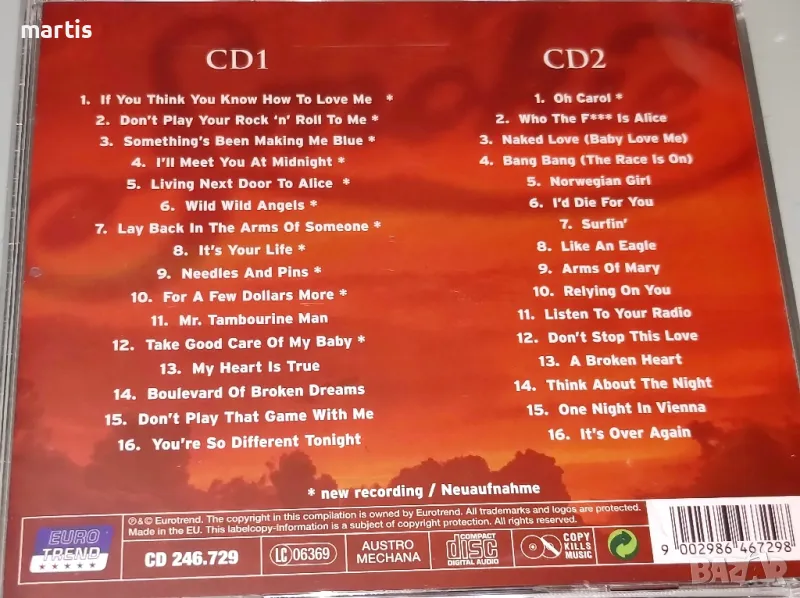 martis
CD1
1. If You Think You Know How To Love Me *
2. Don't Play Your Rock 'n' Roll To Me *
3. Something's Been Making Me Blue *
4. I'll Meet You At Midnight *
5. Living Next Door To Alice *
6. Wild Wild Angels *
7. Lay Back In The Arms Of Someone *
8. It's Your Life *
9. Needles And Pins *
10. For A Few Dollars More *
11. Mr. Tambourine Man
12. Take Good Care Of My Baby *
13. My Heart Is True
14. Boulevard Of Broken Dreams
15. Don't Play That Game With Me
16. You're So Different Tonight
CD2
1. Oh Carol *
2. Who The F*** Is Alice
3. Naked Love (Baby Love Me)
4. Bang Bang (The Race Is On)
5. Norwegian Girl
6. I'd Die For You
7. Surfin'
8. Like An Eagle
9. Arms Of Mary
10. Relying On You
11. Listen To Your Radio
12. Don't Stop This Love
13. A Broken Heart
14. Think About The Night
15. One Night In Vienna
16. It's Over Again
* new recording / Neuaufnahme
EURO
TREND
℗&© Eurotrend. The copyright in this compilation is owned by Eurotrend. All trademarks and logos are protected.
Made in the EU. This labelcopy-Information is a subject of copyright protection. All rights reserved.
CD 246.729
LC 06369
AUSTRO
MECHANA
COMPACT
disc
DIGITAL AUDIO
COPY
KILLS
MUSIC
9 002986 467298
BAZAR